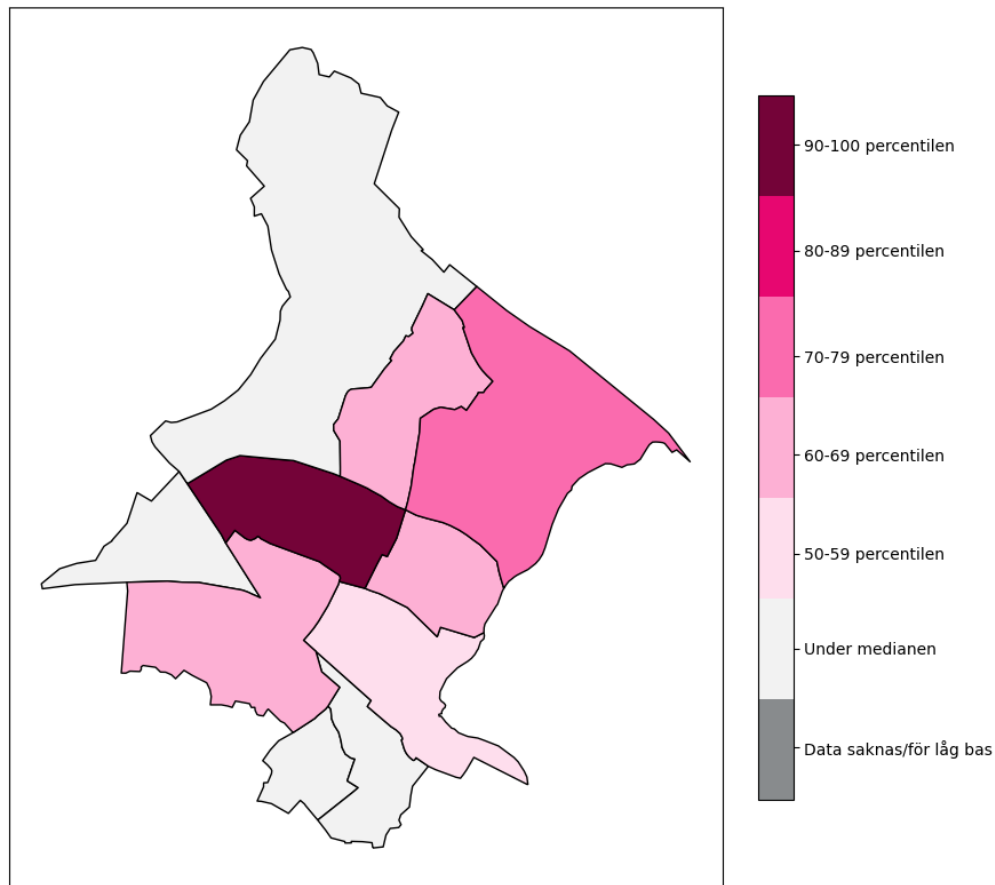 90-100 percentilen
80-89 percentilen
70-79 percentilen
60-69 percentilen
50-59 percentilen
Under medianen
Data saknas/för låg bas